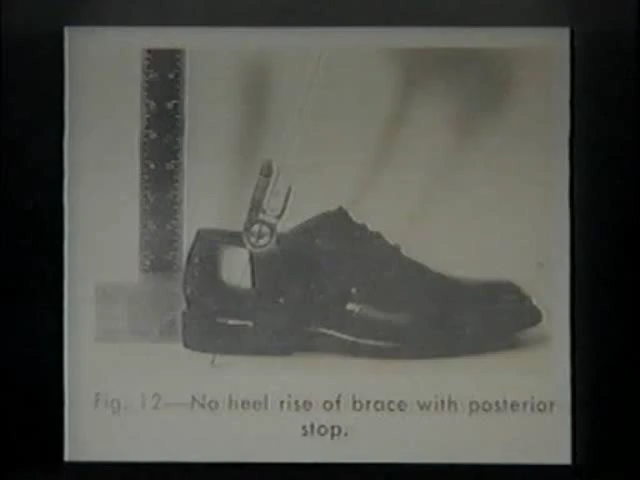 Fig. 12—No heel rise of brace with posterior
stop.